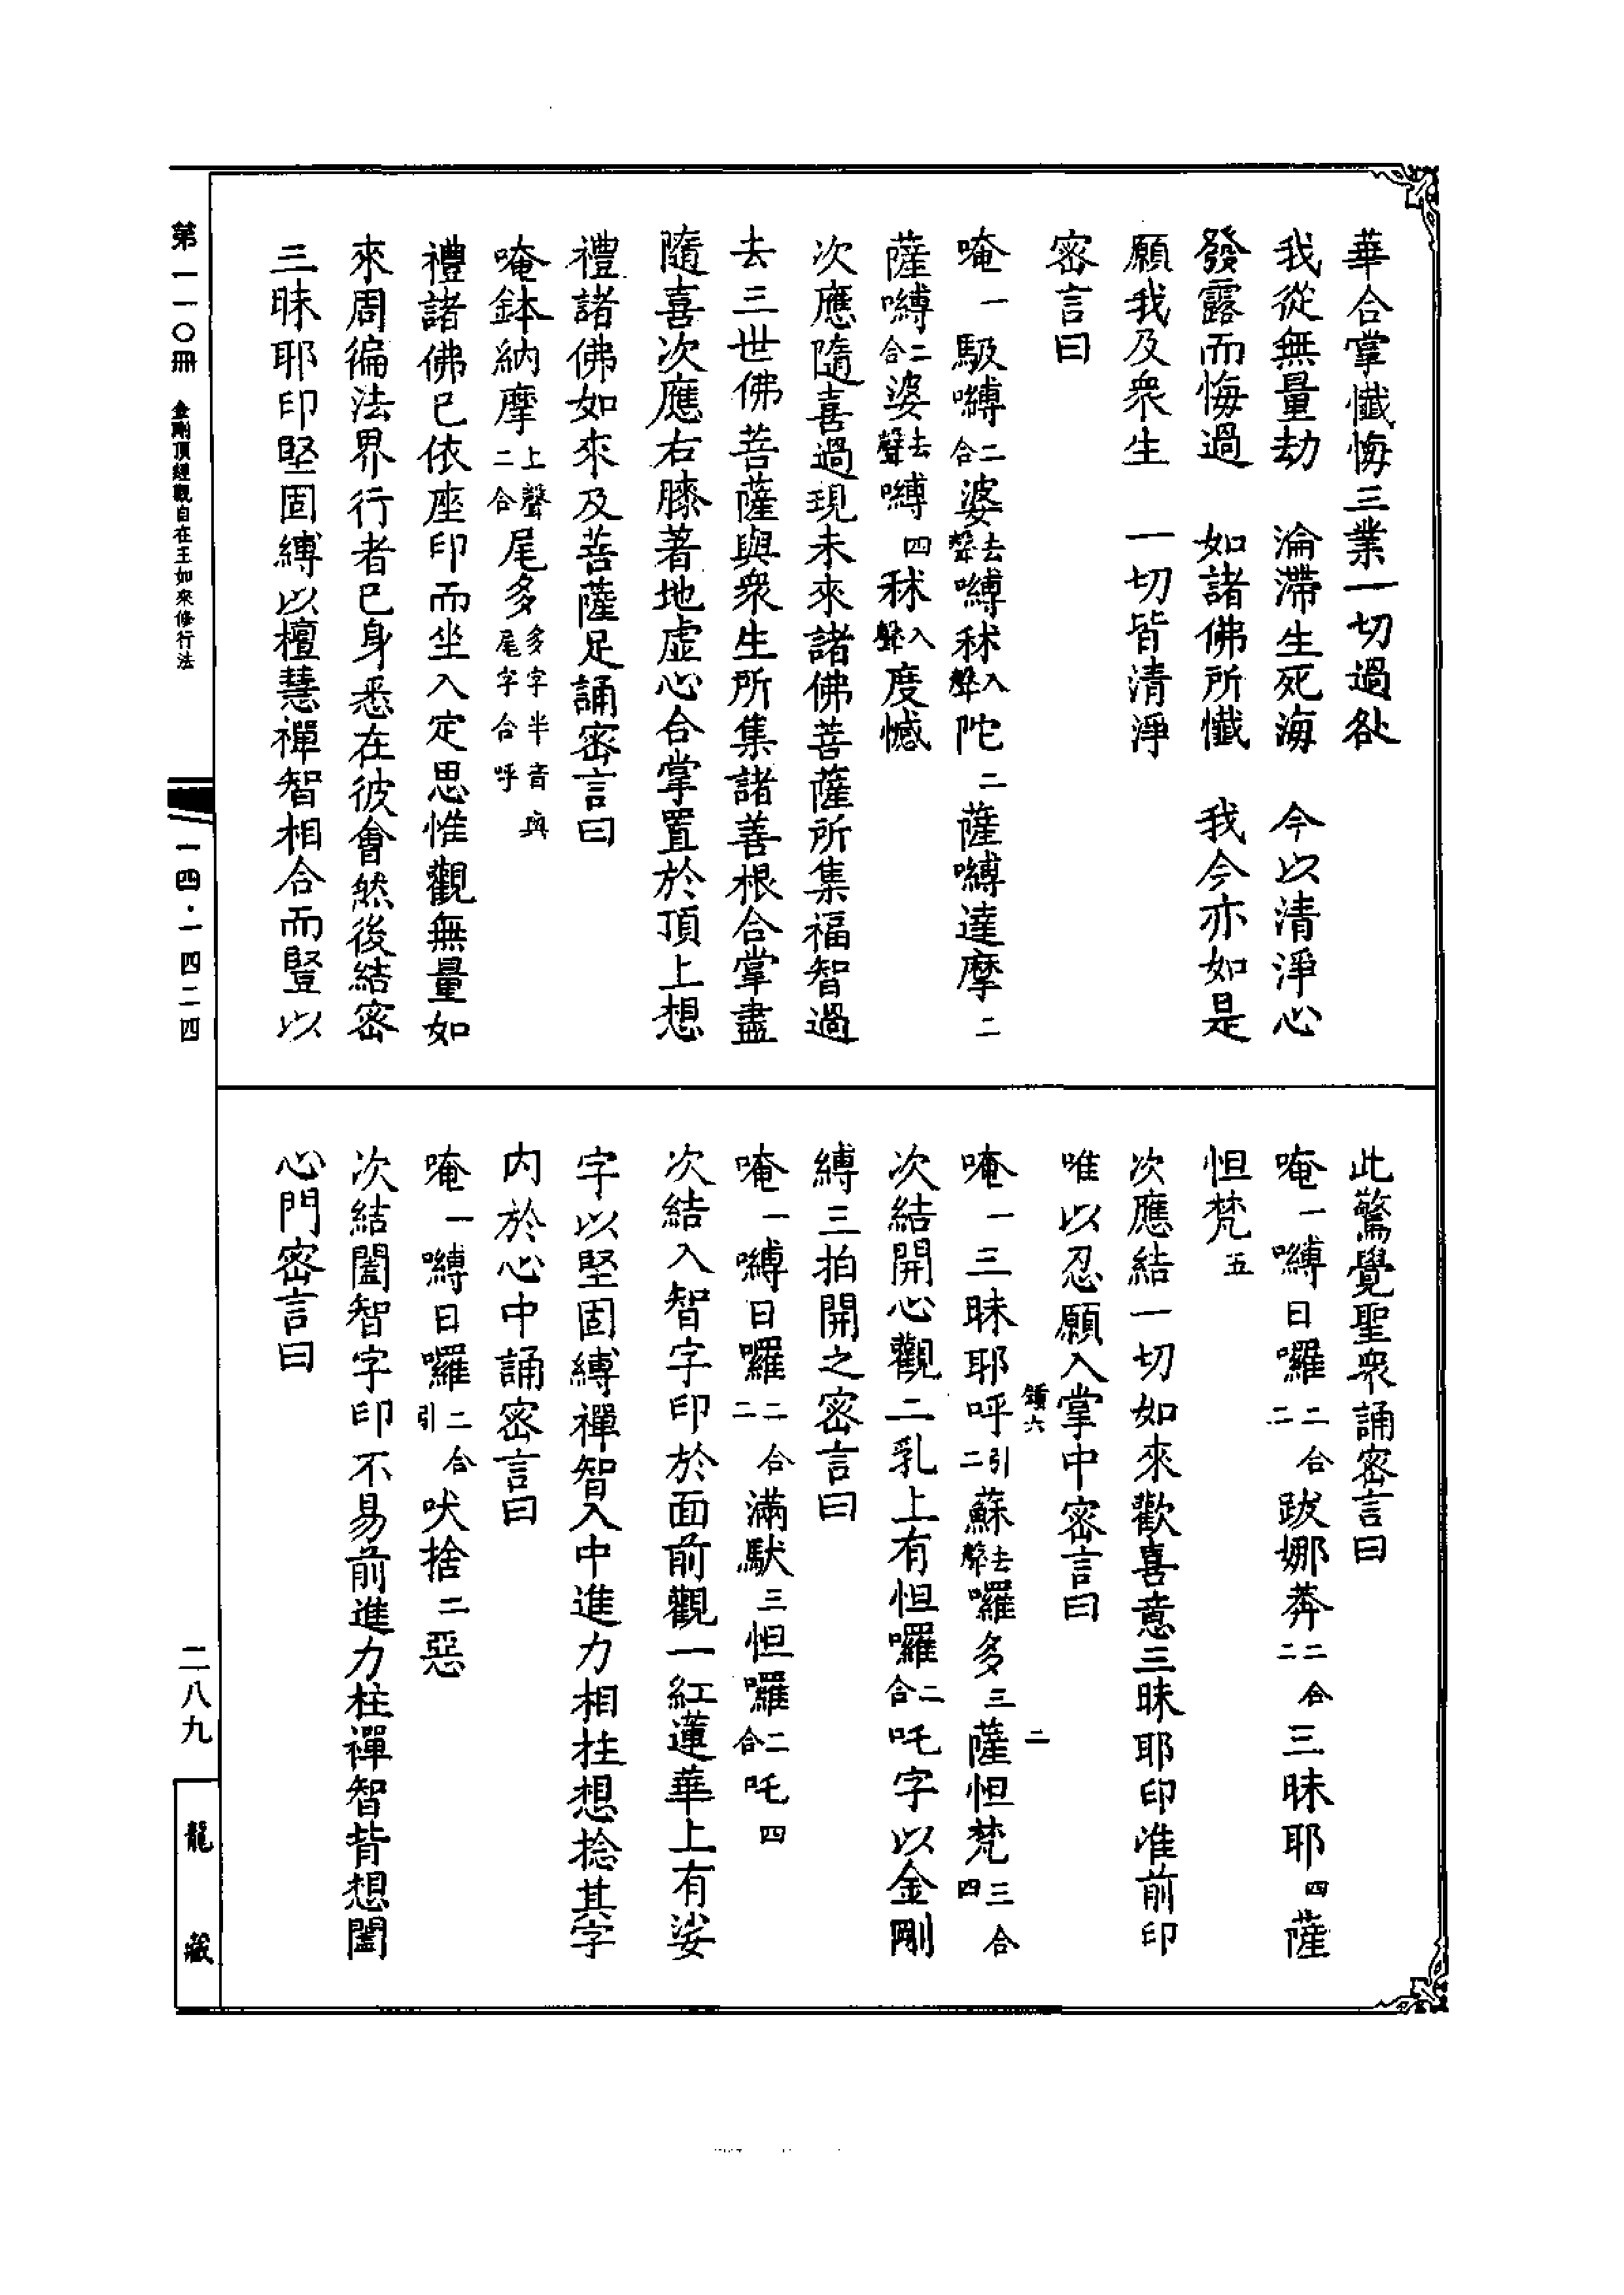 華合掌懺悔三業一切過咎
我從無量劫　淪滯生死海　今以清淨心
發露而悔過　如諸佛所懺　我今亦如是
願我及衆生　一切皆清淨
密言曰
唵一馺嚩二合婆去聲嚩秫入聲陀二薩嚩達摩二
薩嚩二合婆去聲嚩四秫入聲度憾
次應隨喜過現未來諸佛菩薩所集福智過
去三世佛菩薩與衆生所集諸善根合掌盡
隨喜次應右膝著地虛心合掌置於頂上想
禮諸佛如來及菩薩足誦密言曰
唵鉢納摩上聲二合尾多多字半音與尾字合呼
禮諸佛已依座印而坐入定思惟觀無量如
來周徧法界行者已身悉在彼會然後結密
三昧耶印堅固縛以檀慧禪智相合而豎以
此驚覺聖衆誦密言曰
唵一嚩日囉二合二跋娜莽二合二三昧耶四薩
怛梵五
次應結一切如來歡喜意三昧耶印准前印
唯以忍願入掌中密言曰
鑕六　二
唵一三昧耶呼引二蘇去聲囉多三薩怛梵三合四
次結開心觀二乳上有怛囉二合吒字以金剛
縛三拍開之密言曰
唵一嚩日囉二合二滿馱三怛囉二合吒四
次結入智字印於面前觀一紅蓮華上有娑
字以堅固縛禪智入中進力相拄想捻其字
内於心中誦密言曰
唵一嚩日囉二合引吠捨二惡
次結闔智字印不易前進力柱禪智背想闔
心門密言曰
第一一〇冊　金剛頂經觀自在王如來修行法
一四·一四二四
二八九
龍藏